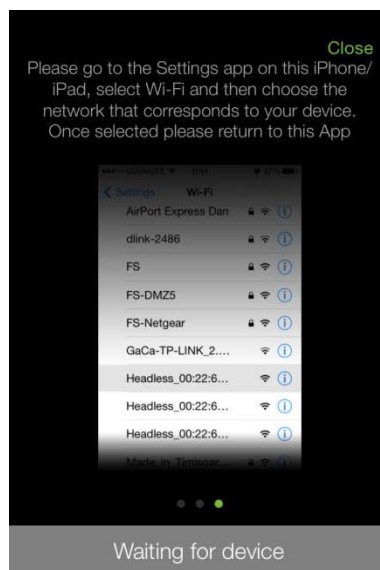 Close
Please go to the Settings app on this iPhone/
iPad, select Wi-Fi and then choose the
network that corresponds to your device.
Once selected please return to this App
Settings Wi-Fi
AirPort Express Dan
dlink-2486
FS
FS-DMZ5
FS-Netgear
GaCa-TP-LINK_2....
Headless_00:22:6...
Headless_00:22:6...
Headless_00:22:6...
Made_in_Timisoar...
Waiting for device